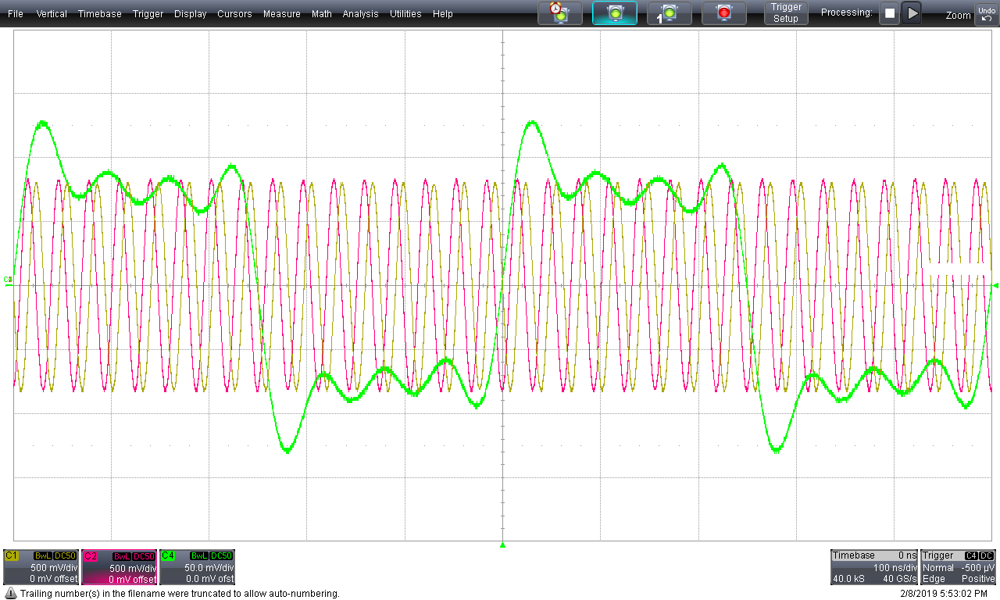 File Vertical Timebase Trigger Display Cursors Measure Math Analysis Utilities Help
1
Trigger Setup
Processing:
Zoom
Undo
C1 BwL DC50
500 mV/div
0 mV offset
C2 BwL DC50
500 mV/div
0 mV offset
C4 BwL DC50
50.0 mV/div
0.0 mV ofst
Timebase 0 ns
100 ns/div
40.0 kS 40 GS/s
Trigger C4 DC
Normal -500 µV
Edge Positive
Trailing number(s) in the filename were truncated to allow auto-numbering.
2/8/2019 5:53:02 PM